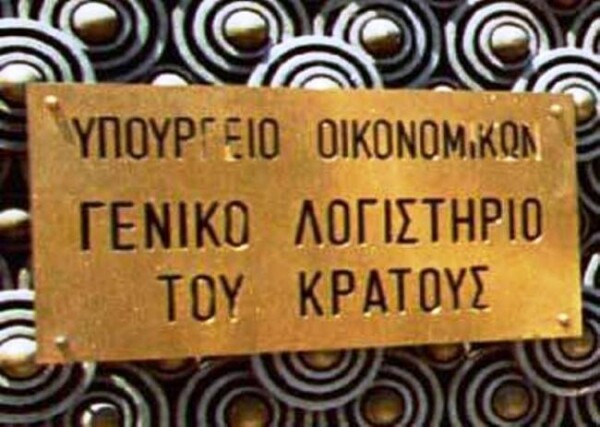 ΥΠΟΥΡΓΕΙΟ ΟΙΚΟΝΟΜΙΚΩΝ
ΓΕΝΙΚΟ ΛΟΓΙΣΤΗΡΙΟ
ΤΟΥ ΚΡΑΤΟΥΣ